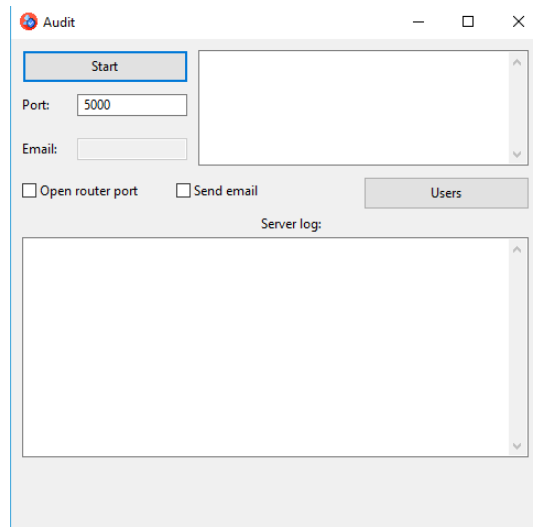 Audit
Start
Port: 5000
Email:
Open router port Send email Users
Server log: